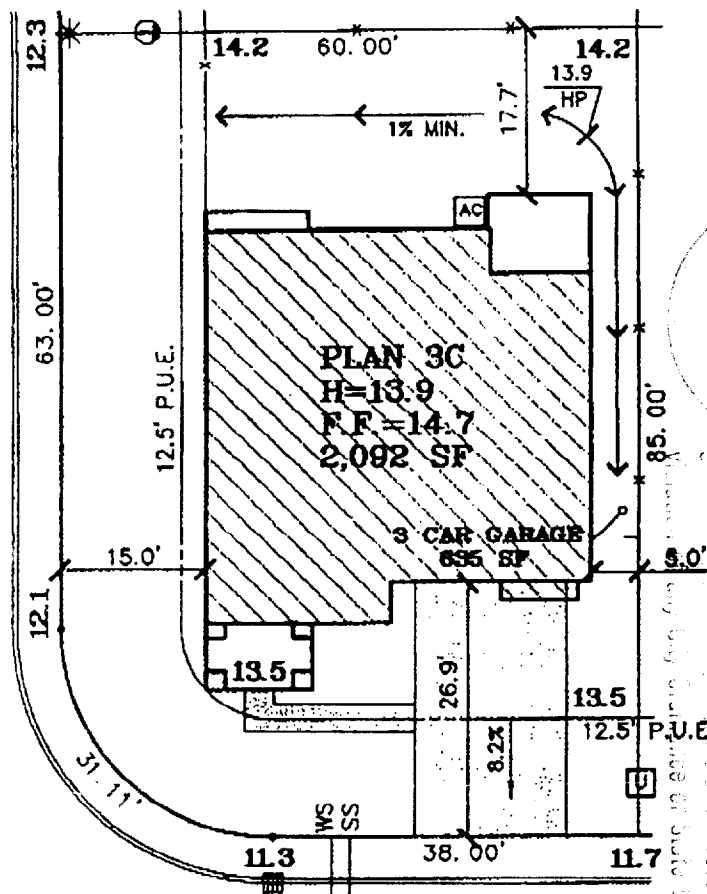 12.3
14.2
60.00'
14.2
13.9
HP
1% MIN.
17.7'
AC
63.00'
12.5' P.U.E.
PLAN 3C
H=13.9
F.F.=14.7
2,092 SF
85.00'
3 CAR GARAGE
635 SF
15.0'
5.0'
12.1
13.5
26.9'
13.5
12.5' P.U.E
8.2%
U
31.11'
WS
SS
11.3
38.00'
11.7